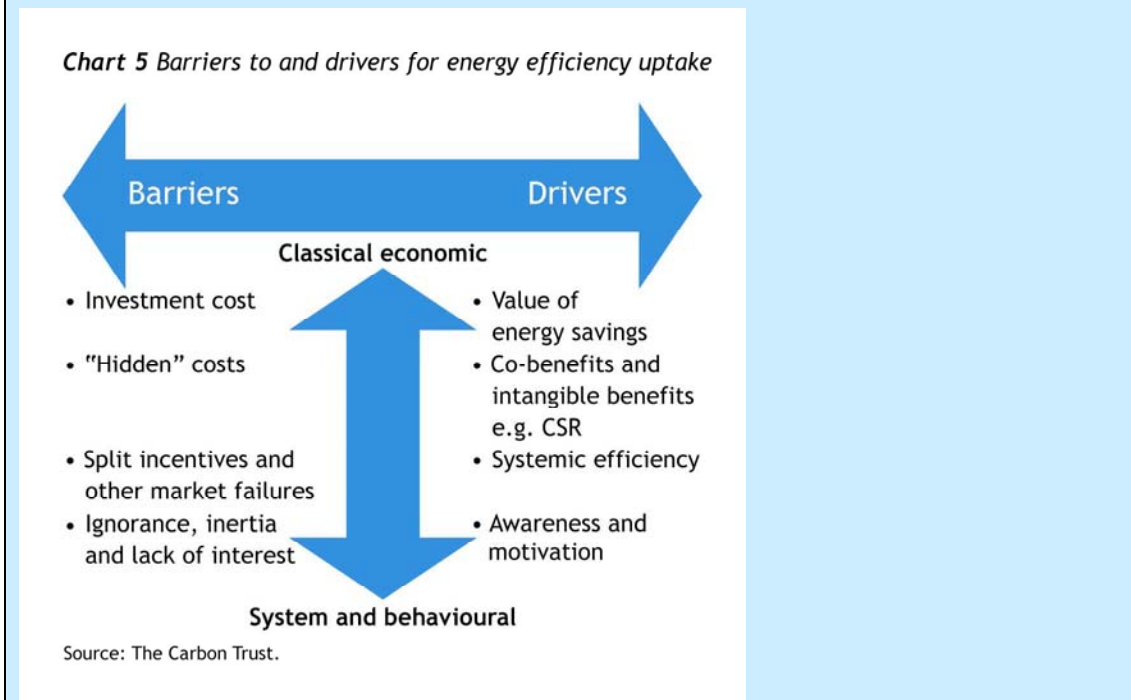 Chart 5 Barriers to and drivers for energy efficiency uptake
Barriers
Drivers
Classical economic
• Investment cost
• "Hidden" costs
• Split incentives and
other market failures
• Ignorance, inertia
and lack of interest
• Value of
energy savings
• Co-benefits and
intangible benefits
e.g. CSR
• Systemic efficiency
• Awareness and
motivation
System and behavioural
Source: The Carbon Trust.